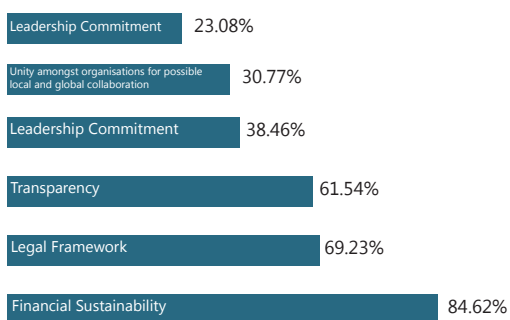 Leadership Commitment 23.08%
Unity amongst organisations for possible
local and global collaboration 30.77%
Leadership Commitment 38.46%
Transparency 61.54%
Legal Framework 69.23%
Financial Sustainability 84.62%